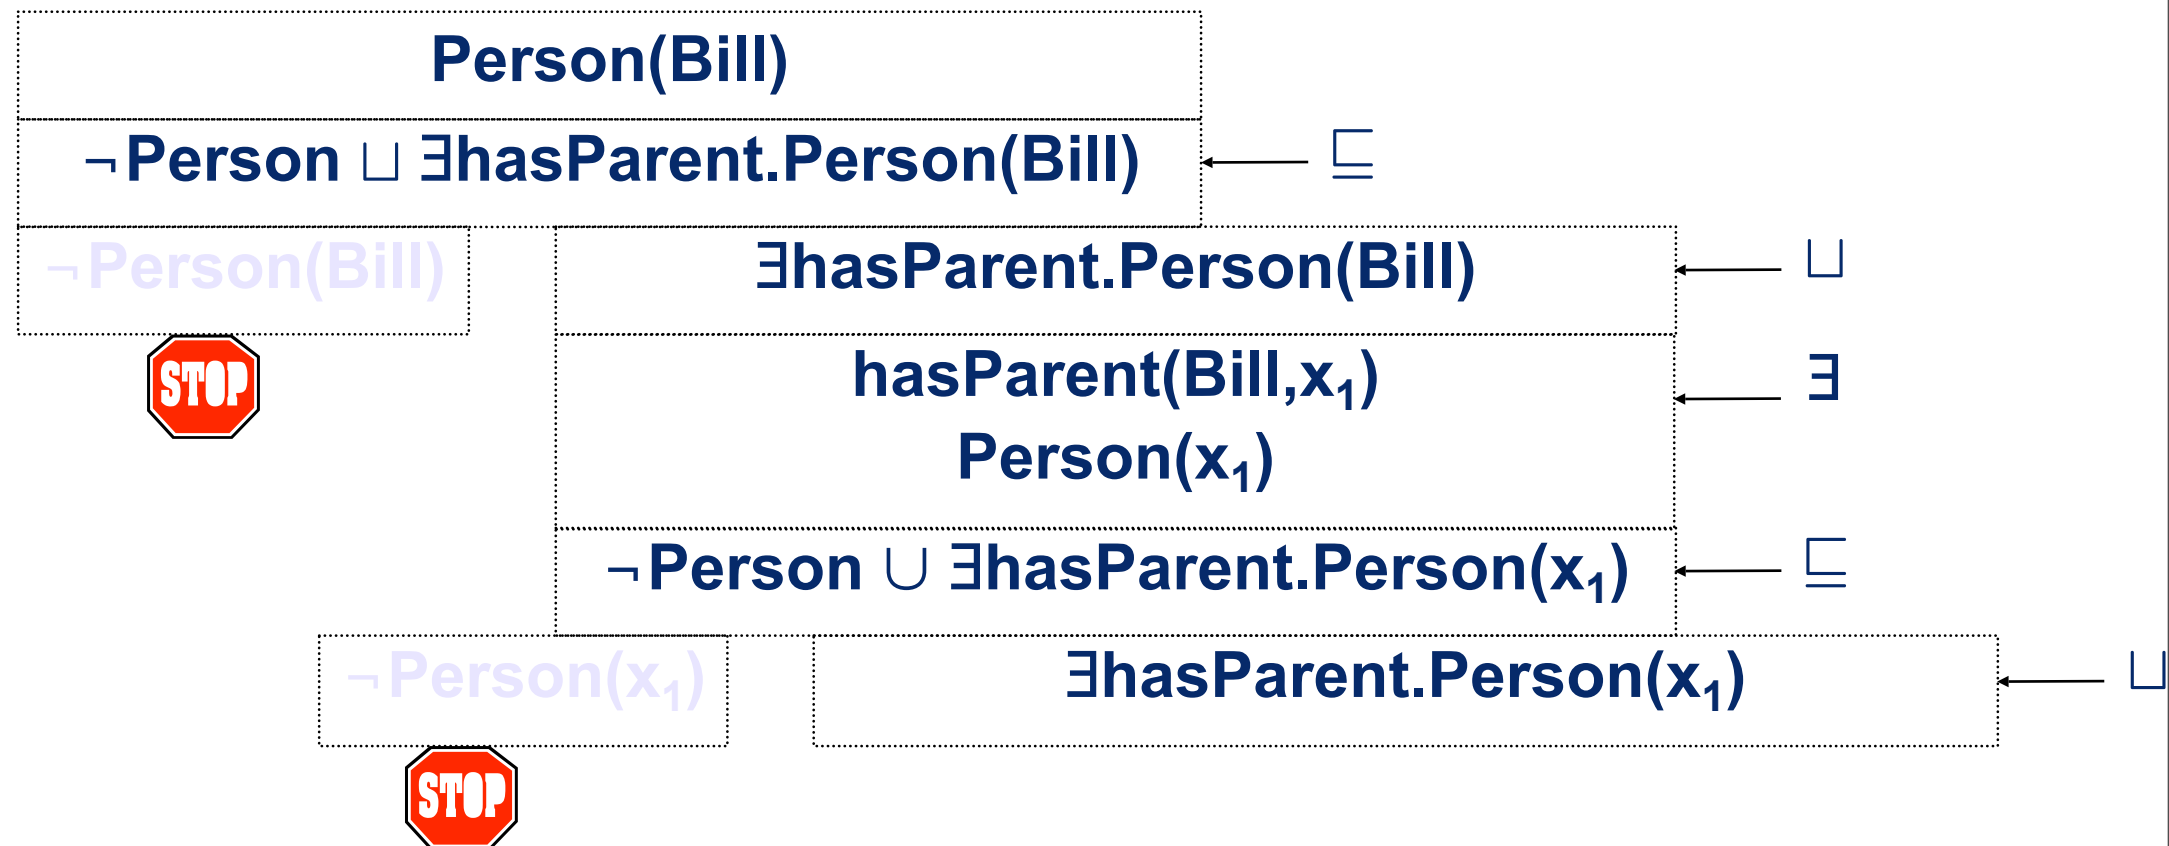 Person(Bill)
¬Person ⊔ ∃hasParent.Person(Bill) ⊑
¬Person(Bill) ∃hasParent.Person(Bill) ⊔
STOP
hasParent(Bill,x₁) ∃
Person(x₁)
¬Person ∪ ∃hasParent.Person(x₁) ⊑
¬Person(x₁) ∃hasParent.Person(x₁) ⊔
STOP